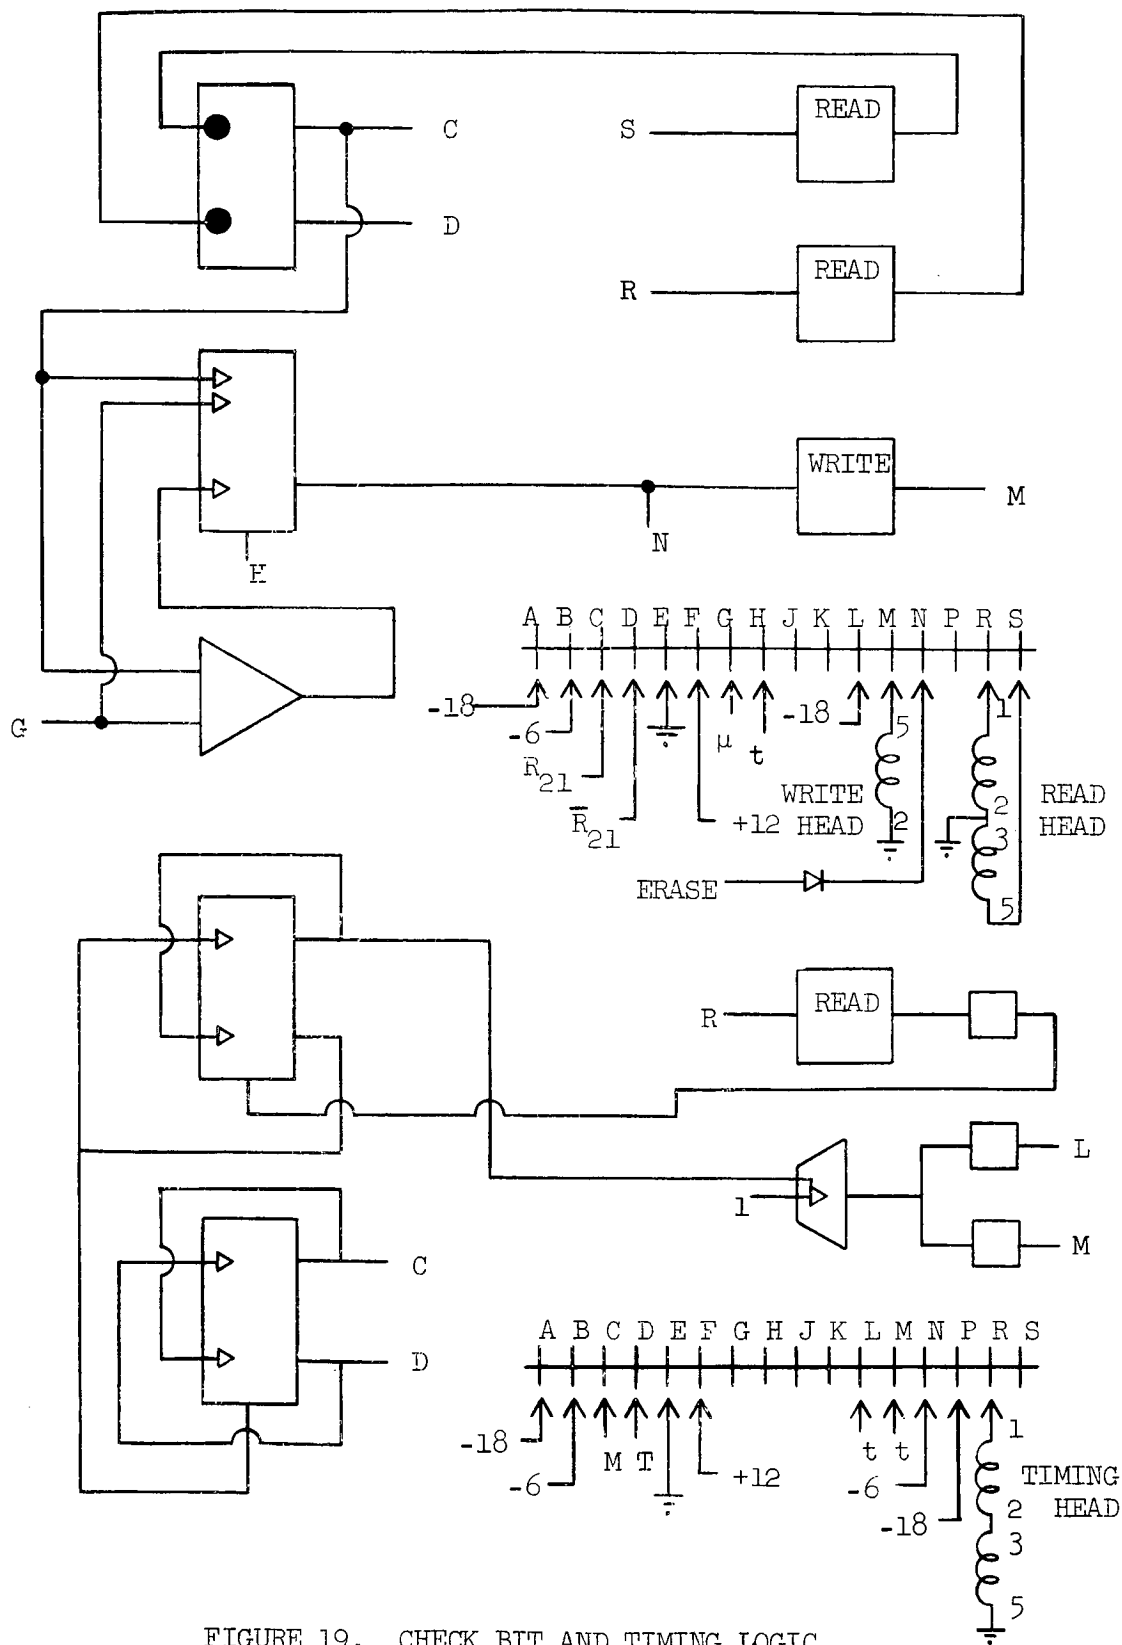 C
S
READ
D
R
READ
WRITE
M
N
H
G
A B C D E F G H J K L M N P R S
-18
-6
R21
R̅21
+12
μ
t
-18
5
2
WRITE HEAD
1
2
3
5
READ HEAD
ERASE
R
READ
L
1
M
C
D
A B C D E F G H J K L M N P R S
-18
-6
M T
+12
t t
-6
-18
1
2
3
5
TIMING HEAD
FIGURE 19. CHECK BIT AND TIMING LOGIC